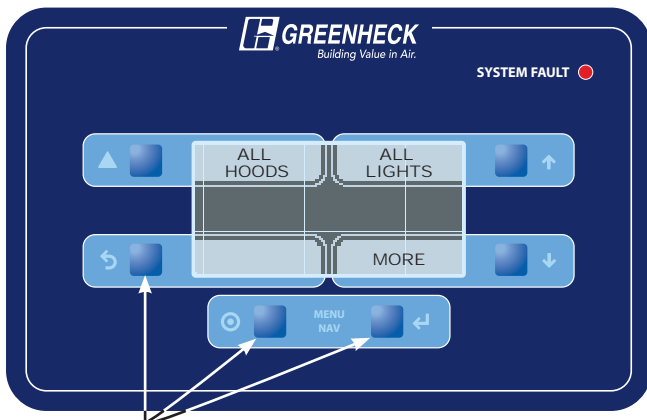 GREENHECK
Building Value in Air.
SYSTEM FAULT
ALL
HOODS
ALL
LIGHTS
MORE
MENU
NAV